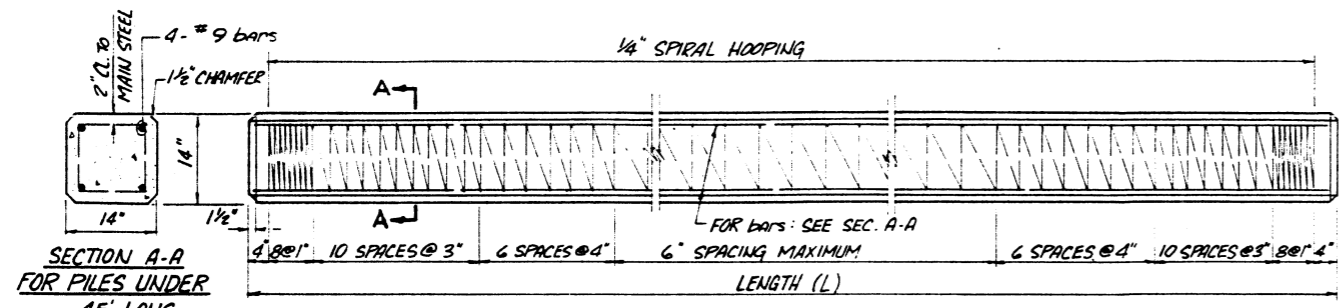 2" CL. TO
MAIN STEEL
4 - #9 bars
1½" CHAMFER
14"
14"
SECTION A-A
FOR PILES UNDER
45' LONG
¼" SPIRAL HOOPING
A
A
1½"
FOR bars: SEE SEC. A-A
4" 8@1" 10 SPACES @ 3" 6 SPACES @ 4" 6" SPACING MAXIMUM 6 SPACES @ 4" 10 SPACES @ 3" 8@1" 4"
LENGTH (L)